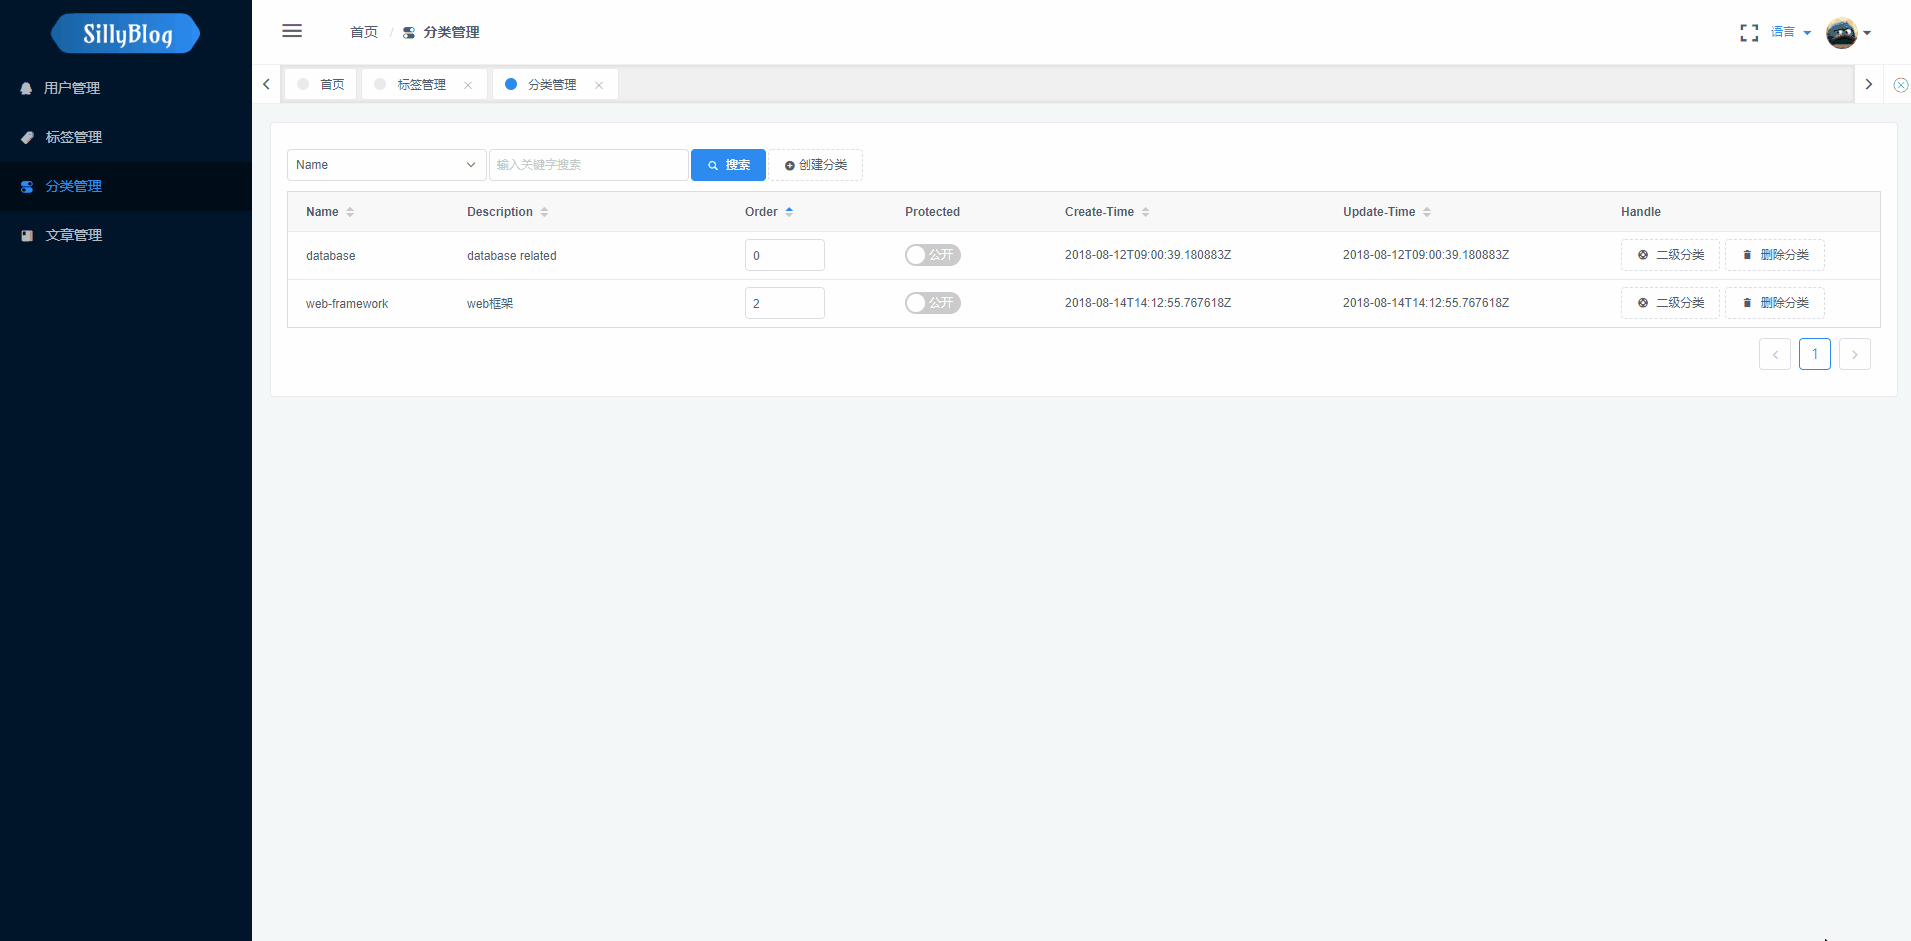 SillyBlog
用户管理
标签管理
分类管理
文章管理
首页 / 分类管理
语言
首页 标签管理 分类管理
Name 输入关键字搜索 搜索 创建分类
Name Description Order Protected Create-Time Update-Time Handle
database database related 0 公开 2018-08-12T09:00:39.180883Z 2018-08-12T09:00:39.180883Z 二级分类 删除分类
web-framework web框架 2 公开 2018-08-14T14:12:55.767618Z 2018-08-14T14:12:55.767618Z 二级分类 删除分类
1